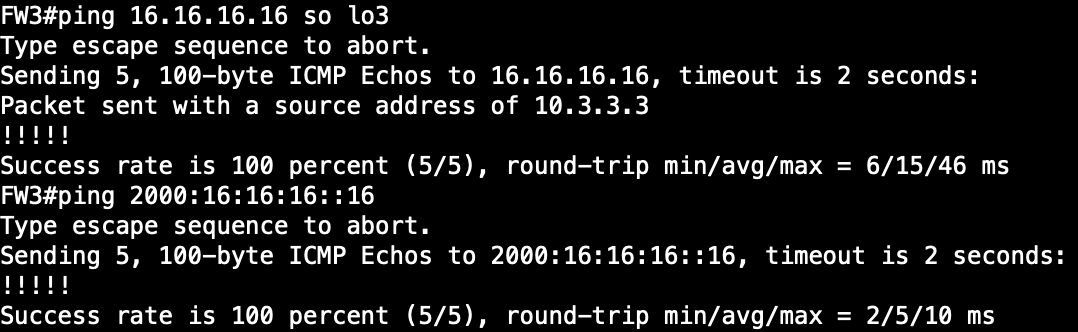 FW3#ping 16.16.16.16 so lo3
Type escape sequence to abort.
Sending 5, 100-byte ICMP Echos to 16.16.16.16, timeout is 2 seconds:
Packet sent with a source address of 10.3.3.3
!!!!!
Success rate is 100 percent (5/5), round-trip min/avg/max = 6/15/46 ms
FW3#ping 2000:16:16:16::16
Type escape sequence to abort.
Sending 5, 100-byte ICMP Echos to 2000:16:16:16::16, timeout is 2 seconds:
!!!!!
Success rate is 100 percent (5/5), round-trip min/avg/max = 2/5/10 ms